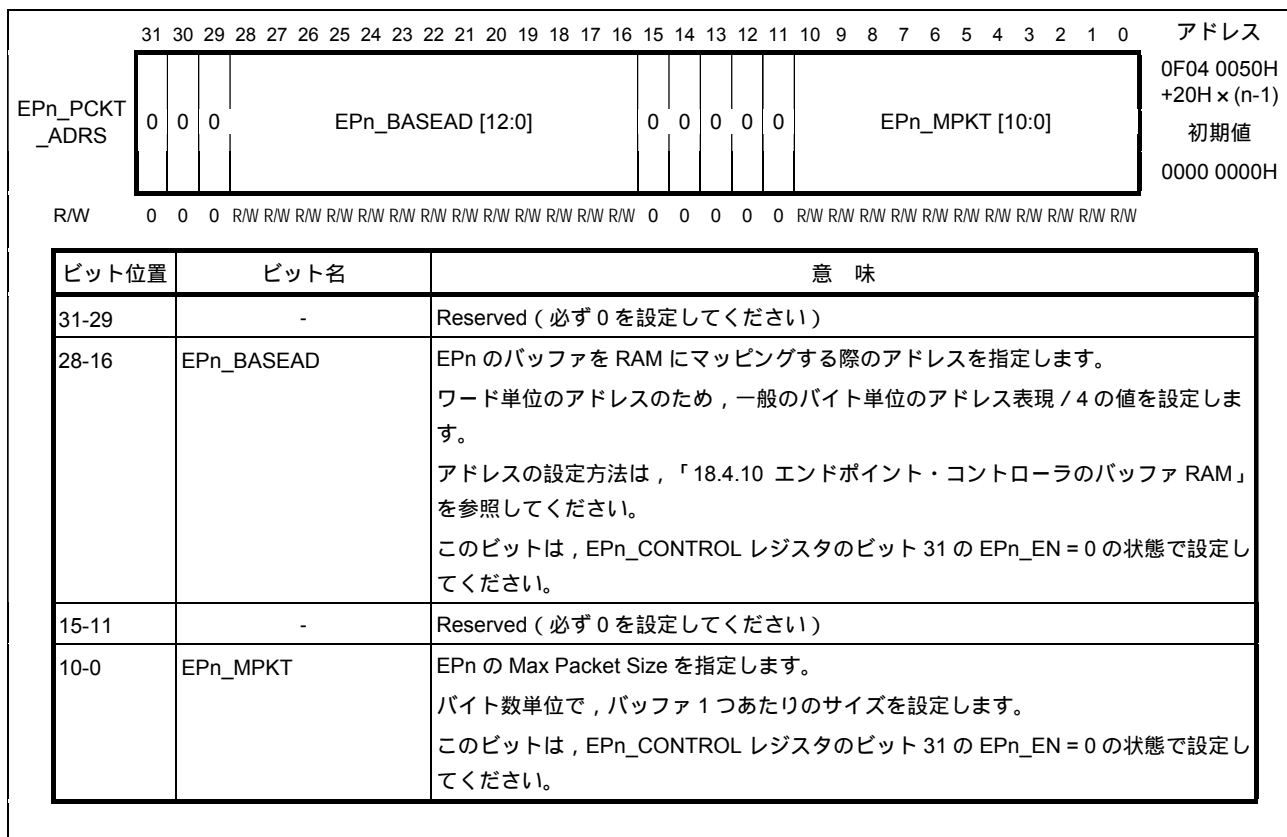 31 30 29 28 27 26 25 24 23 22 21 20 19 18 17 16 15 14 13 12 11 10 9 8 7 6 5 4 3 2 1 0 アドレス
EPn_PCKT
_ADRS
0 0 0 EPn_BASEAD [12:0] 0 0 0 0 0 EPn_MPKT [10:0]
0F04 0050H
+20H × (n-1)
初期値
0000 0000H
R/W 0 0 0 R/W R/W R/W R/W R/W R/W R/W R/W R/W R/W R/W R/W R/W 0 0 0 0 0 R/W R/W R/W R/W R/W R/W R/W R/W R/W R/W R/W
ビット位置 ビット名 意 味
31-29 - Reserved(必ず 0 を設定してください)
28-16 EPn_BASEAD EPn のバッファを RAM にマッピングする際のアドレスを指定します。
ワード単位のアドレスのため,一般のバイト単位のアドレス表現 / 4 の値を設定しま
す。
アドレスの設定方法は,「18.4.10 エンドポイント・コントローラのバッファ RAM」
を参照してください。
このビットは,EPn_CONTROL レジスタのビット 31 の EPn_EN = 0 の状態で設定し
てください。
15-11 - Reserved(必ず 0 を設定してください)
10-0 EPn_MPKT EPn の Max Packet Size を指定します。
バイト数単位で,バッファ 1 つあたりのサイズを設定します。
このビットは,EPn_CONTROL レジスタのビット 31 の EPn_EN = 0 の状態で設定し
てください。